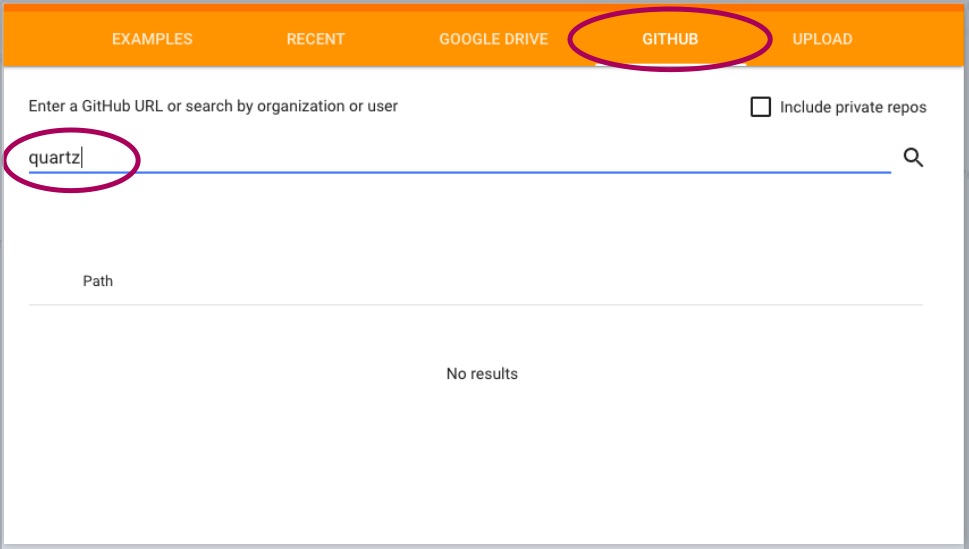 EXAMPLES RECENT GOOGLE DRIVE GITHUB UPLOAD
Enter a GitHub URL or search by organization or user Include private repos
quartz
Path
No results